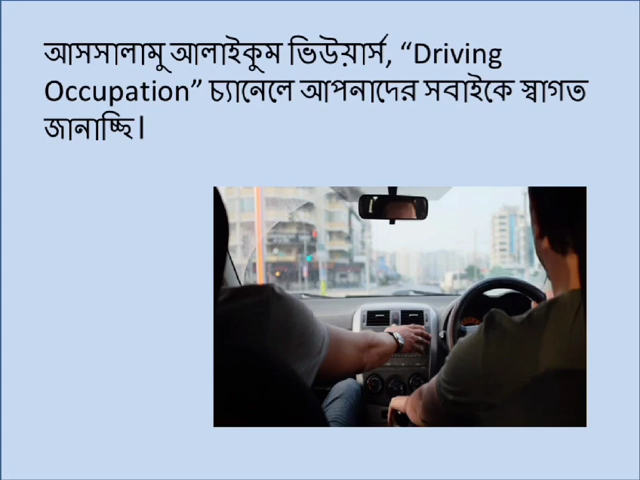 আসসালামু আলাইকুম ভিউয়ার্স, “Driving
Occupation” চ্যানেলে আপনাদের সবাইকে স্বাগত
জানাচ্ছি।